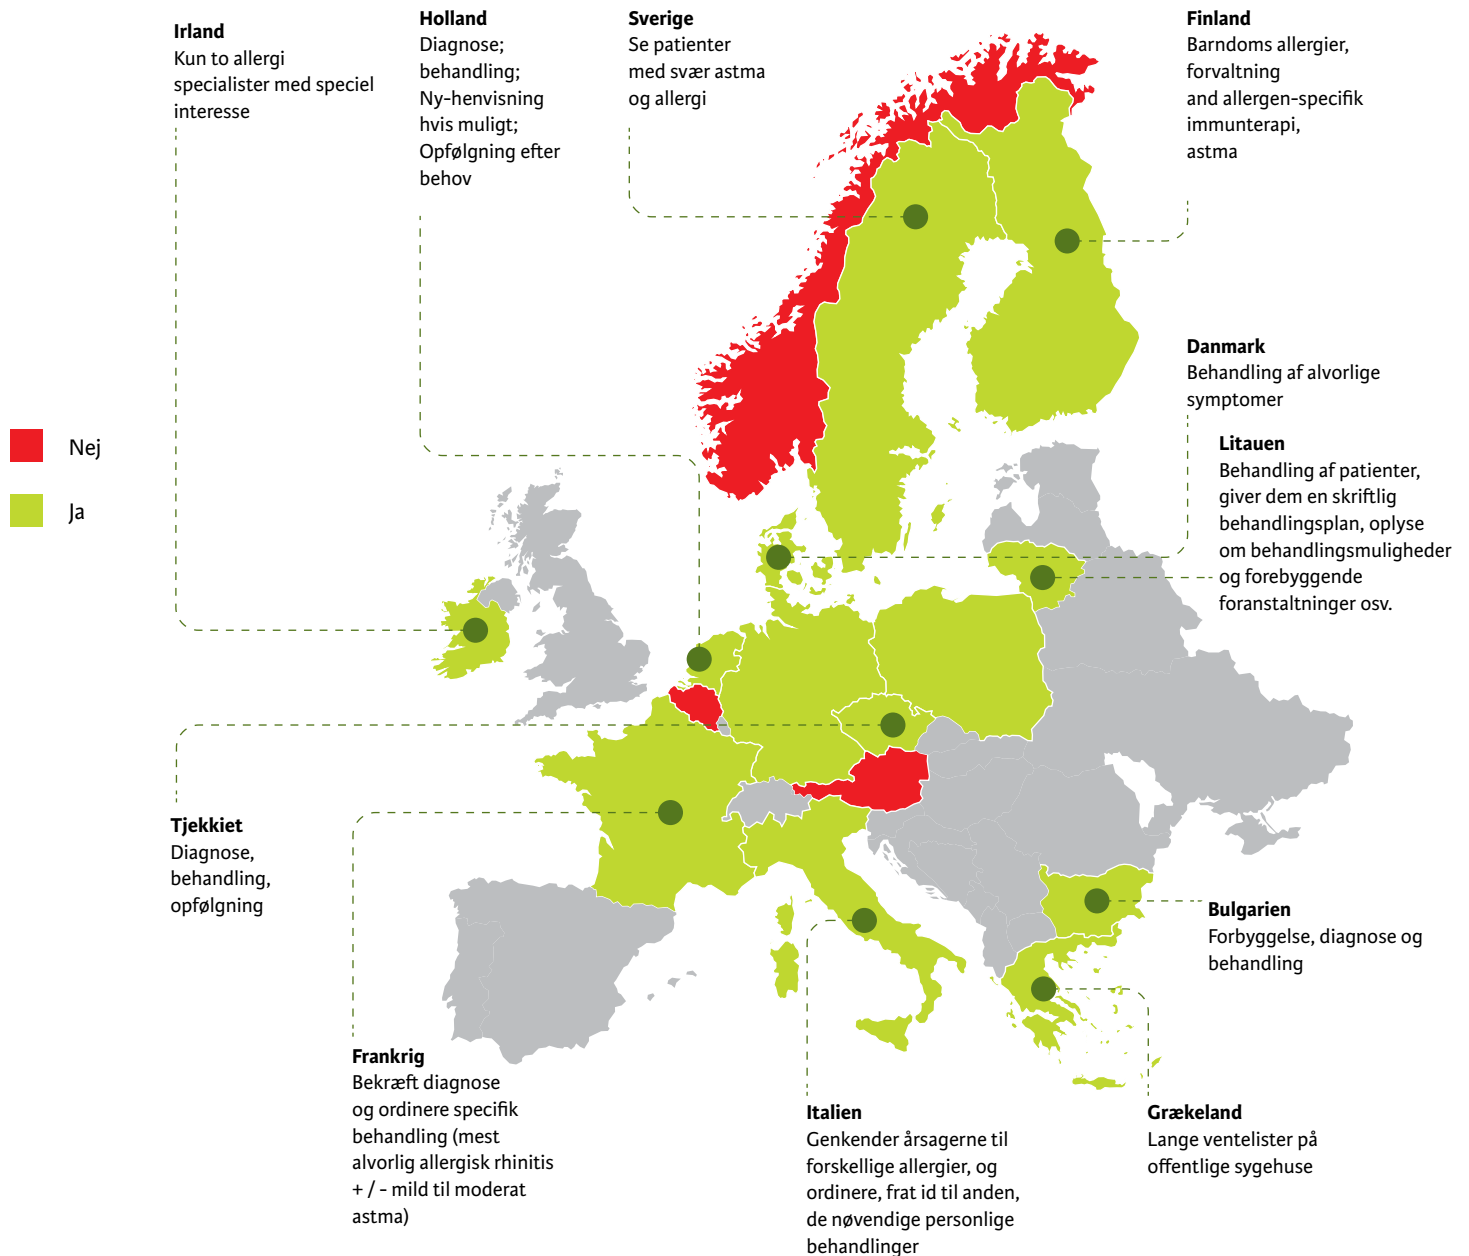 Irland
Kun to allergi
specialister med speciel
interesse
Holland
Diagnose;
behandling;
Ny-henvisning
hvis muligt;
Opfølgning efter
behov
Sverige
Se patienter
med svær astma
og allergi
Finland
Barndoms allergier,
forvaltning
and allergen-specifik
immunterapi,
astma
Danmark
Behandling af alvorlige
symptomer
Litauen
Behandling af patienter,
giver dem en skriftlig
behandlingsplan, oplyse
om behandlingsmuligheder
og forebyggende
foranstaltninger osv.
Nej
Ja
Tjekkiet
Diagnose,
behandling,
opfølgning
Bulgarien
Forbyggelse, diagnose og
behandling
Frankrig
Bekræft diagnose
og ordinere specifik
behandling (mest
alvorlig allergisk rhinitis
+ / - mild til moderat
astma)
Italien
Genkender årsagerne til
forskellige allergier, og
ordinere, frat id til anden,
de nøvendige personlige
behandlinger
Grækeland
Lange ventelister på
offentlige sygehuse